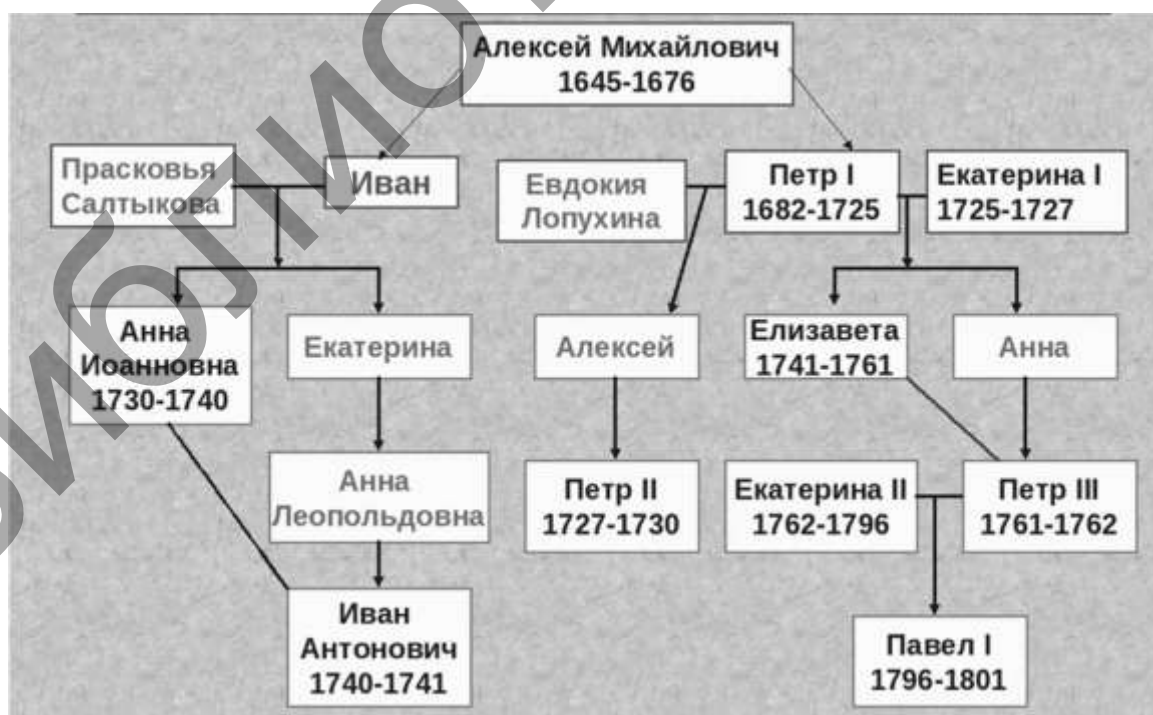 Алексей Михайлович
1645-1676
Прасковья
Салтыкова
Иван
Евдокия
Лопухина
Петр I
1682-1725
Екатерина I
1725-1727
Анна
Иоанновна
1730-1740
Екатерина
Алексей
Елизавета
1741-1761
Анна
Анна
Леопольдовна
Петр II
1727-1730
Екатерина II
1762-1796
Петр III
1761-1762
Иван
Антонович
1740-1741
Павел I
1796-1801